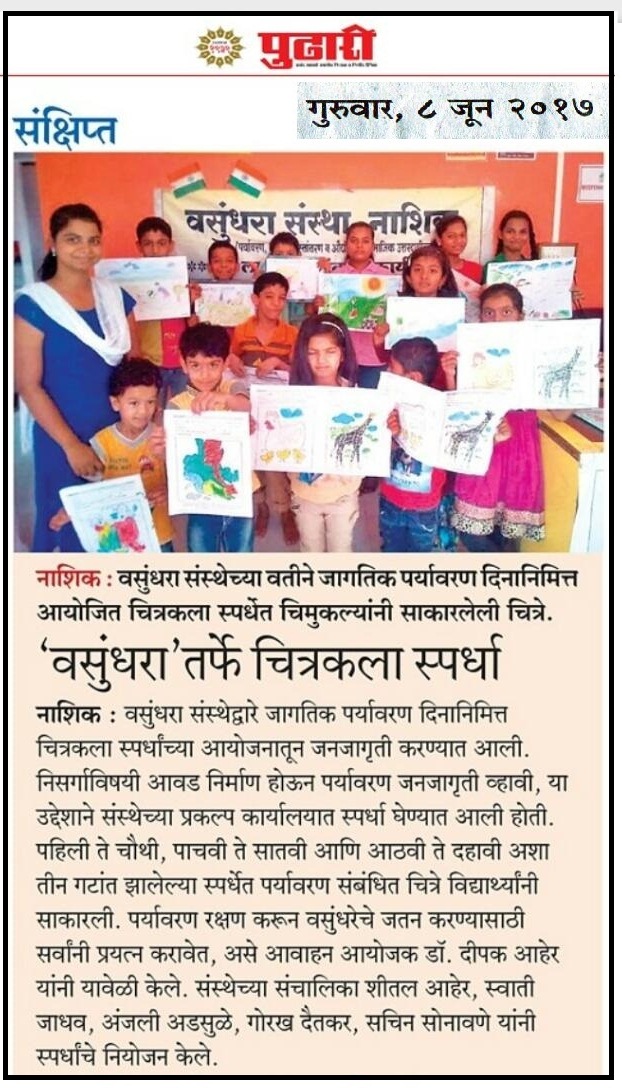 पुढारी
गुरुवार, ८ जून २०१७
संक्षिप्त
वसुंधरा संस्था, नाशिक
नाशिक : वसुंधरा संस्थेच्या वतीने जागतिक पर्यावरण दिनानिमित्त
आयोजित चित्रकला स्पर्धेत चिमुकल्यांनी साकारलेली चित्रे.
‘वसुंधरा’तर्फे चित्रकला स्पर्धा
नाशिक : वसुंधरा संस्थेद्वारे जागतिक पर्यावरण दिनानिमित्त
चित्रकला स्पर्धांच्या आयोजनातून जनजागृती करण्यात आली.
निसर्गाविषयी आवड निर्माण होऊन पर्यावरण जनजागृती व्हावी, या
उद्देशाने संस्थेच्या प्रकल्प कार्यालयात स्पर्धा घेण्यात आली होती.
पहिली ते चौथी, पाचवी ते सातवी आणि आठवी ते दहावी अशा
तीन गटांत झालेल्या स्पर्धेत पर्यावरण संबंधित चित्रे विद्यार्थ्यांनी
साकारली. पर्यावरण रक्षण करून वसुंधरेचे जतन करण्यासाठी
सर्वांनी प्रयत्न करावेत, असे आवाहन आयोजक डॉ. दीपक आहेर
यांनी यावेळी केले. संस्थेच्या संचालिका शीतल आहेर, स्वाती
जाधव, अंजली अडसुळे, गोरख दैतकर, सचिन सोनावणे यांनी
स्पर्धांचे नियोजन केले.